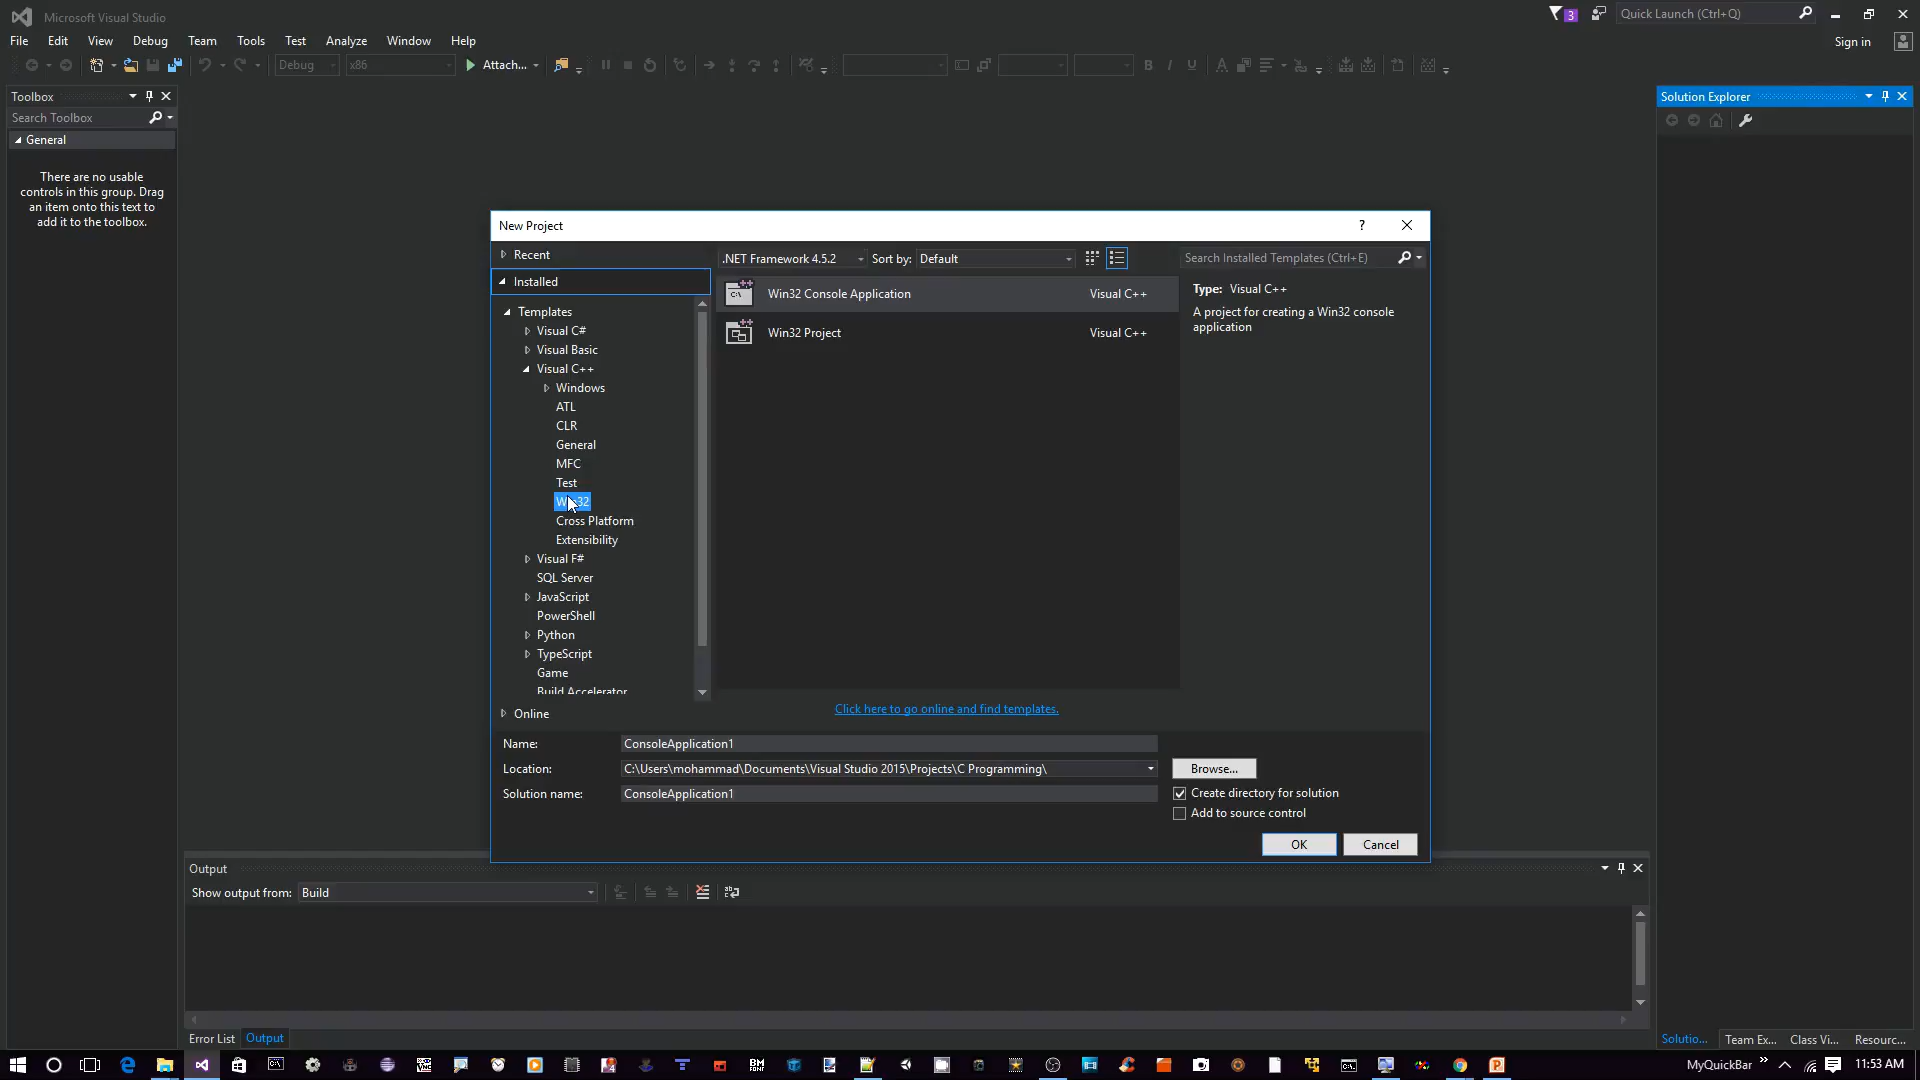 Microsoft Visual Studio
3
Quick Launch (Ctrl+Q)
File Edit View Debug Team Tools Test Analyze Window Help
Sign in
Debug x86 Attach... B I U A
Toolbox
Search Toolbox
General
There are no usable
controls in this group. Drag
an item onto this text to
add it to the toolbox.
Solution Explorer
New Project ?
Recent
Installed
.NET Framework 4.5.2 Sort by: Default
Search Installed Templates (Ctrl+E)
Templates
Visual C#
Visual Basic
Visual C++
Windows
ATL
CLR
General
MFC
Test
Win32
Cross Platform
Extensibility
Visual F#
SQL Server
JavaScript
PowerShell
Python
TypeScript
Game
Build Accelerator
Online
Win32 Console Application Visual C++
Win32 Project Visual C++
Type: Visual C++
A project for creating a Win32 console
application
Click here to go online and find templates.
Name: ConsoleApplication1
Location: C:\Users\mohammad\Documents\Visual Studio 2015\Projects\C Programming\ Browse...
Solution name: ConsoleApplication1
Create directory for solution
Add to source control
OK Cancel
Output
Show output from: Build
Error List Output
Solutio... Team Ex... Class Vi... Resourc...
MyQuickBar 11:53 AM